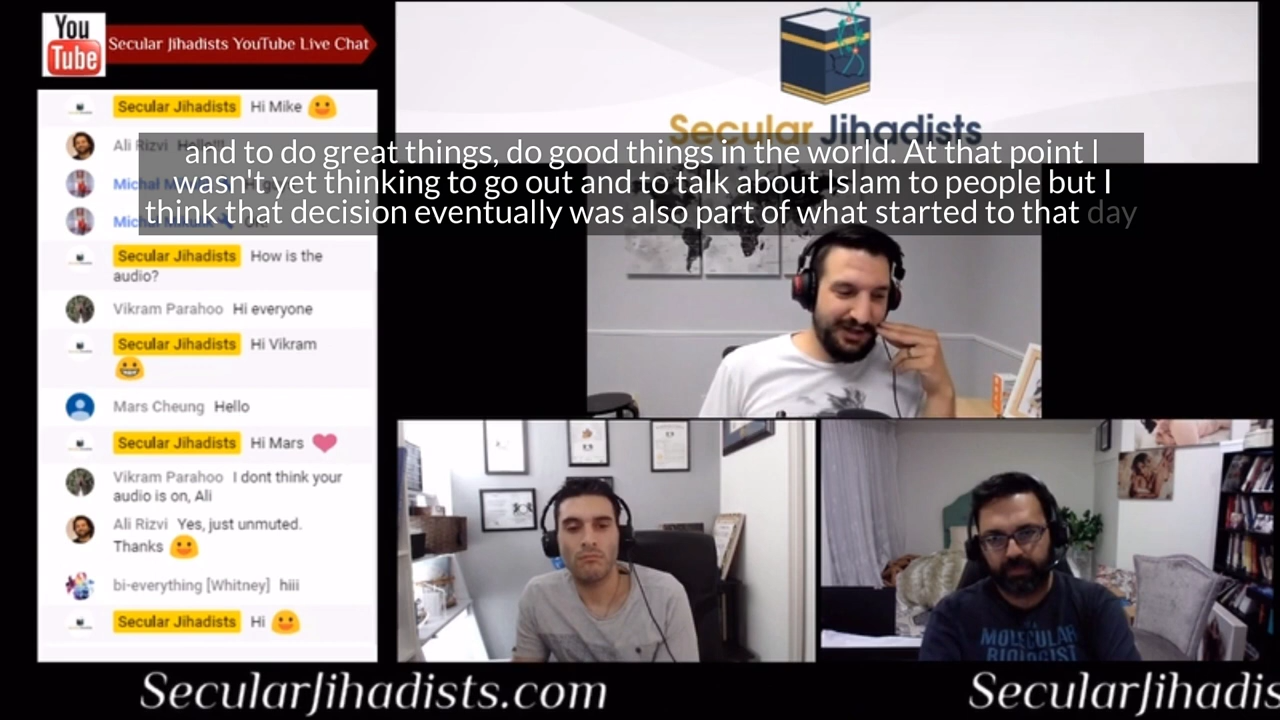 You
Tube
Secular Jihadists YouTube Live Chat
Secular Jihadists Hi Mike
Ali Rizvi Hello!!!
Secular Jihadists How is the
audio?
Vikram Parahoo Hi everyone
Secular Jihadists Hi Vikram
Mars Cheung Hello
Secular Jihadists Hi Mars
Vikram Parahoo I dont think your
audio is on, Ali
Ali Rizvi Yes, just unmuted.
Thanks
bi-everything [Whitney] hiii
Secular Jihadists Hi
Secular Jihadists
and to do great things, do good things in the world. At that point I
wasn't yet thinking to go out and to talk about Islam to people but I
think that decision eventually was also part of what started to that day
MOLECULAR
BIOLOGIST
SecularJihadists.com
SecularJihadis